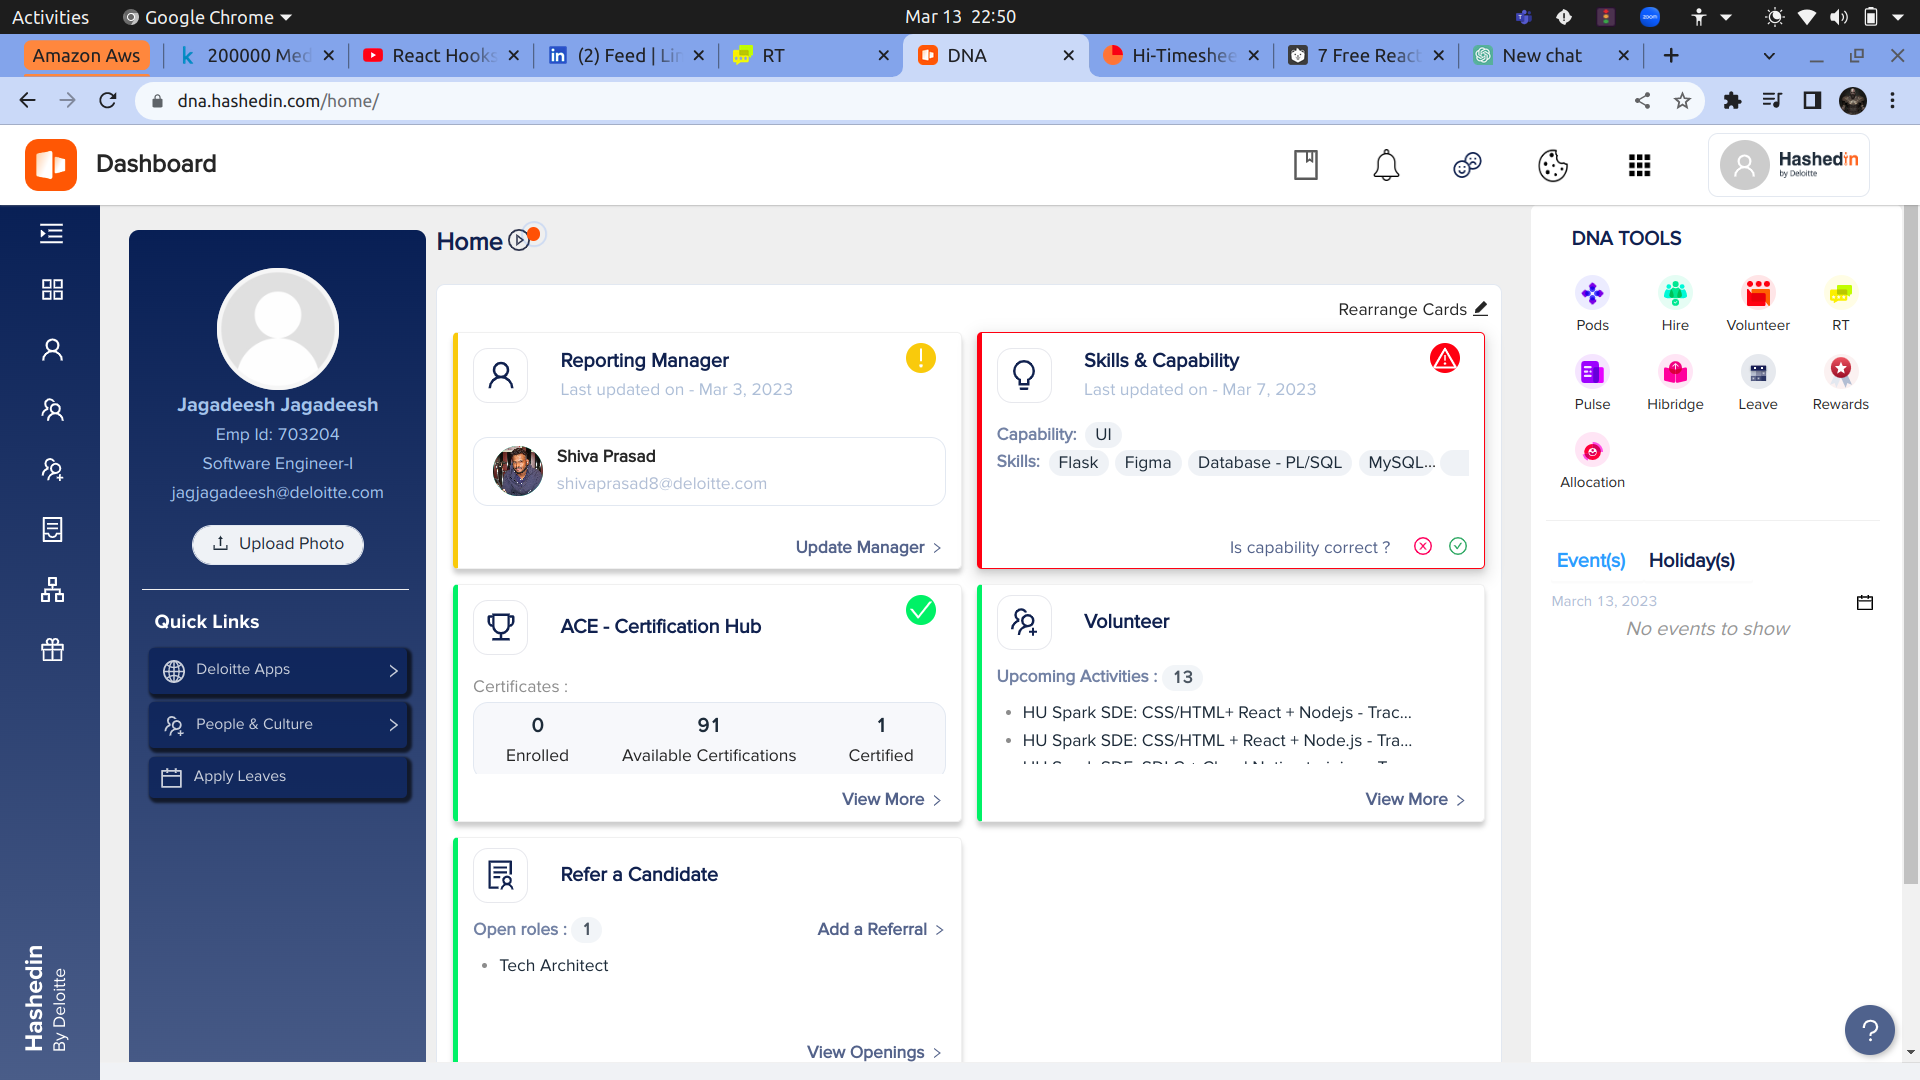 Activities
Google Chrome
Mar 13 22:50
Amazon Aws
200000 Med
React Hooks
(2) Feed | Lin
RT
DNA
Hi-Timeshee
7 Free React
New chat
dna.hashedin.com/home/
Dashboard
Hashedin
by Deloitte
Jagadeesh Jagadeesh
Emp Id: 703204
Software Engineer-I
jagjagadeesh@deloitte.com
Upload Photo
Quick Links
Deloitte Apps
People & Culture
Apply Leaves
Hashedin
By Deloitte
Home
Rearrange Cards
Reporting Manager
Last updated on - Mar 3, 2023
Shiva Prasad
shivaprasad8@deloitte.com
Update Manager
Skills & Capability
Last updated on - Mar 7, 2023
Capability: UI
Skills: Flask Figma Database - PL/SQL MySQL...
Is capability correct ?
ACE - Certification Hub
Certificates :
0 91 1
Enrolled Available Certifications Certified
View More
Volunteer
Upcoming Activities : 13
HU Spark SDE: CSS/HTML+ React + Nodejs - Trac...
HU Spark SDE: CSS/HTML + React + Node.js - Tra...
View More
Refer a Candidate
Open roles : 1 Add a Referral
Tech Architect
View Openings
DNA TOOLS
Pods Hire Volunteer RT
Pulse Hibridge Leave Rewards
Allocation
Event(s) Holiday(s)
March 13, 2023
No events to show
?